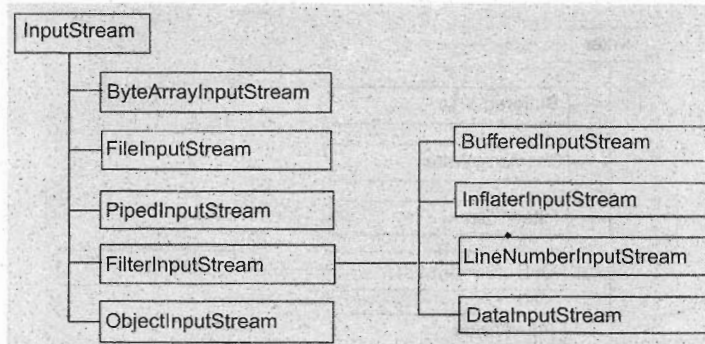 InputStream
ByteArrayInputStream
FileInputStream
PipedInputStream
FilterInputStream
ObjectInputStream
BufferedInputStream
InflaterInputStream
LineNumberInputStream
DataInputStream